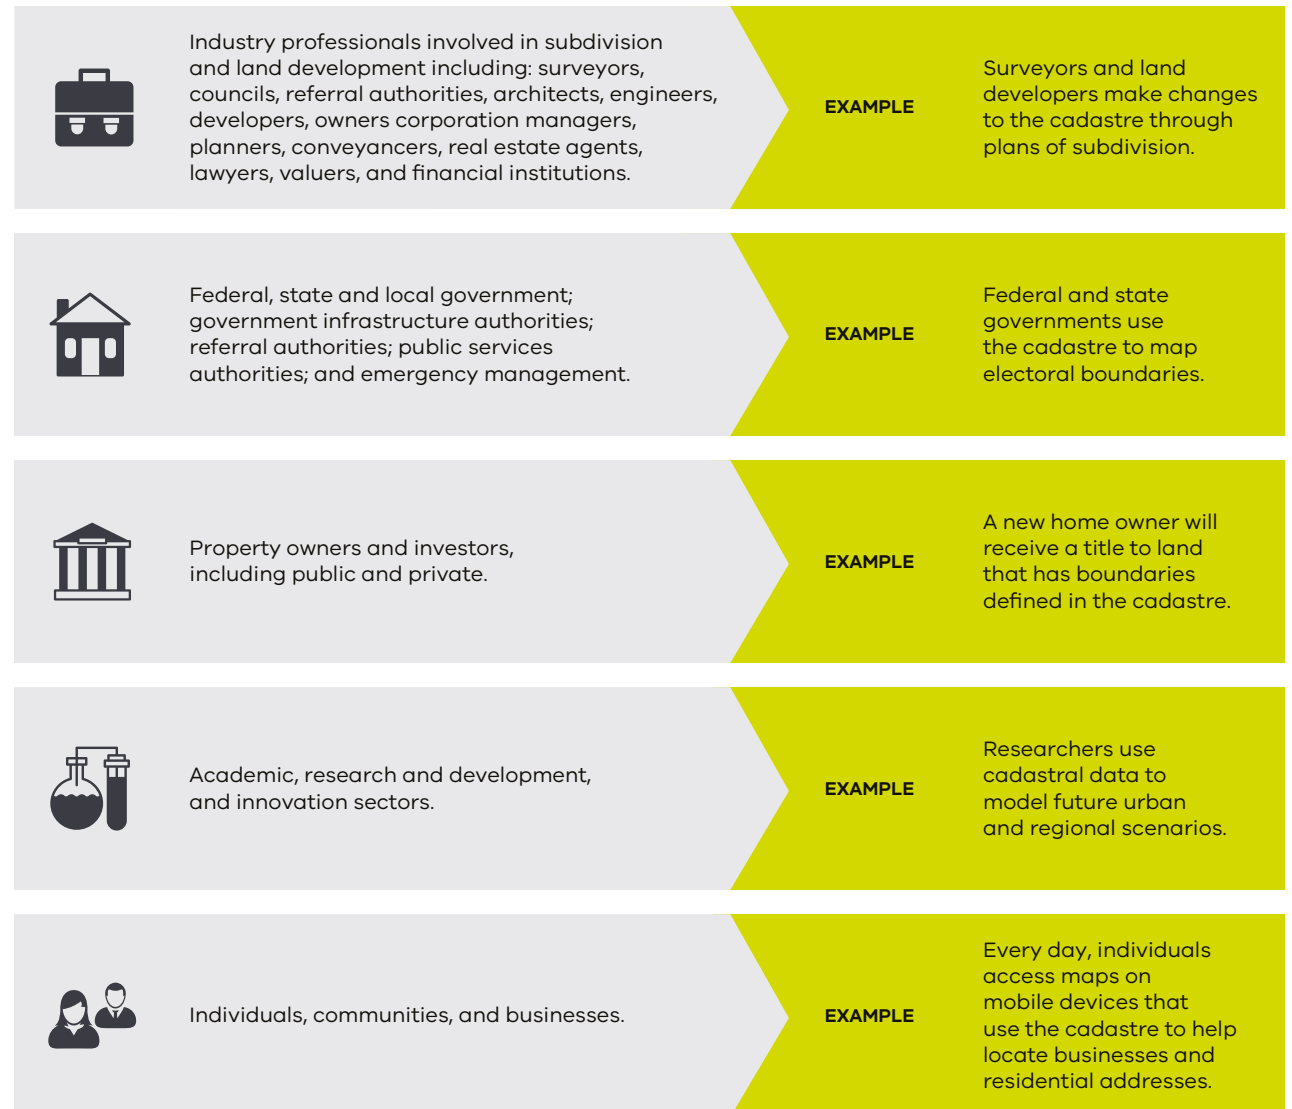 Industry professionals involved in subdivision
and land development including: surveyors,
councils, referral authorities, architects, engineers,
developers, owners corporation managers,
planners, conveyancers, real estate agents,
lawyers, valuers, and financial institutions.
EXAMPLE
Surveyors and land
developers make changes
to the cadastre through
plans of subdivision.
Federal, state and local government;
government infrastructure authorities;
referral authorities; public services
authorities; and emergency management.
EXAMPLE
Federal and state
governments use
the cadastre to map
electoral boundaries.
Property owners and investors,
including public and private.
EXAMPLE
A new home owner will
receive a title to land
that has boundaries
defined in the cadastre.
Academic, research and development,
and innovation sectors.
EXAMPLE
Researchers use
cadastral data to
model future urban
and regional scenarios.
Individuals, communities, and businesses.
EXAMPLE
Every day, individuals
access maps on
mobile devices that
use the cadastre to help
locate businesses and
residential addresses.